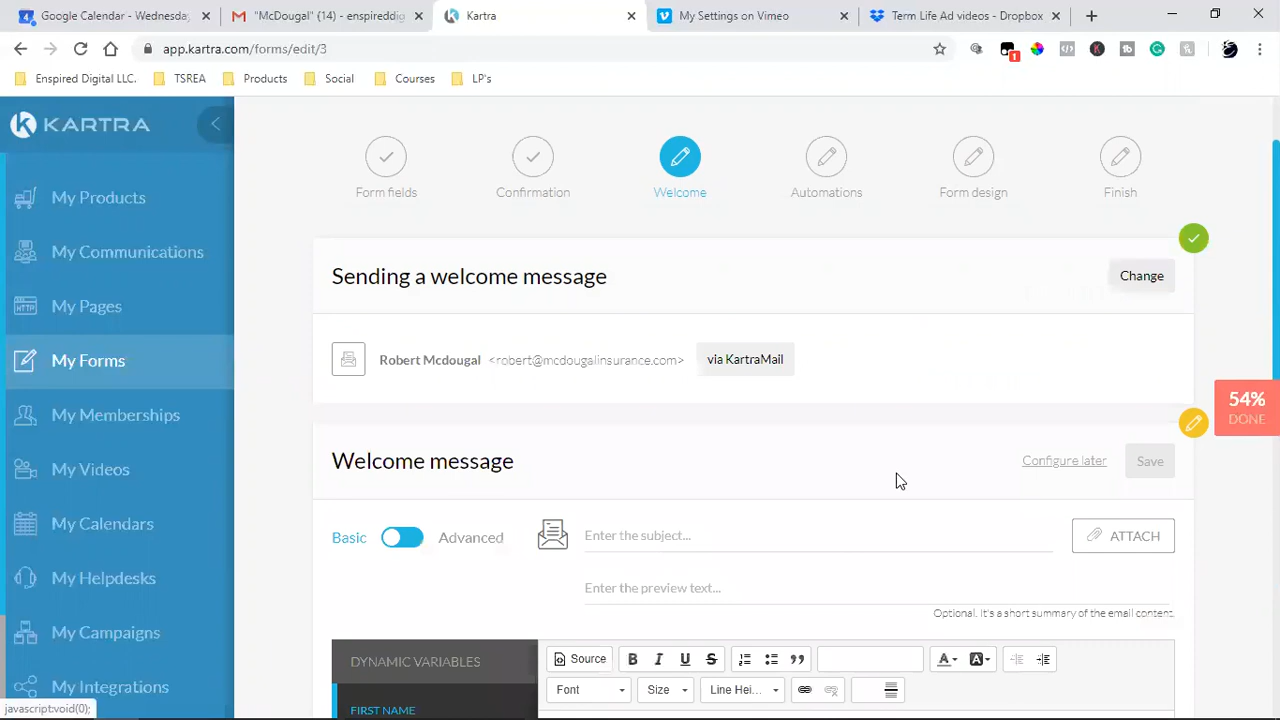 Google Calendar - Wednesday
"McDougal" (14) - enspireddig
Kartra
My Settings on Vimeo
Term Life Ad videos - Dropbox
app.kartra.com/forms/edit/3
Enspired Digital LLC.
TSREA
Products
Social
Courses
LP's
KARTRA
My Products
My Communications
My Pages
My Forms
My Memberships
My Videos
My Calendars
My Helpdesks
My Campaigns
My Integrations
javascript:void(0);
Form fields
Confirmation
Welcome
Automations
Form design
Finish
Sending a welcome message
Change
Robert Mcdougal <robert@mcdougalinsurance.com> via KartraMail
54%
DONE
Welcome message
Configure later
Save
Basic
Advanced
Enter the subject...
ATTACH
Enter the preview text...
Optional. It's a short summary of the email content.
DYNAMIC VARIABLES
FIRST NAME
Source
B I U S
A A
Font
Size
Line Hei...